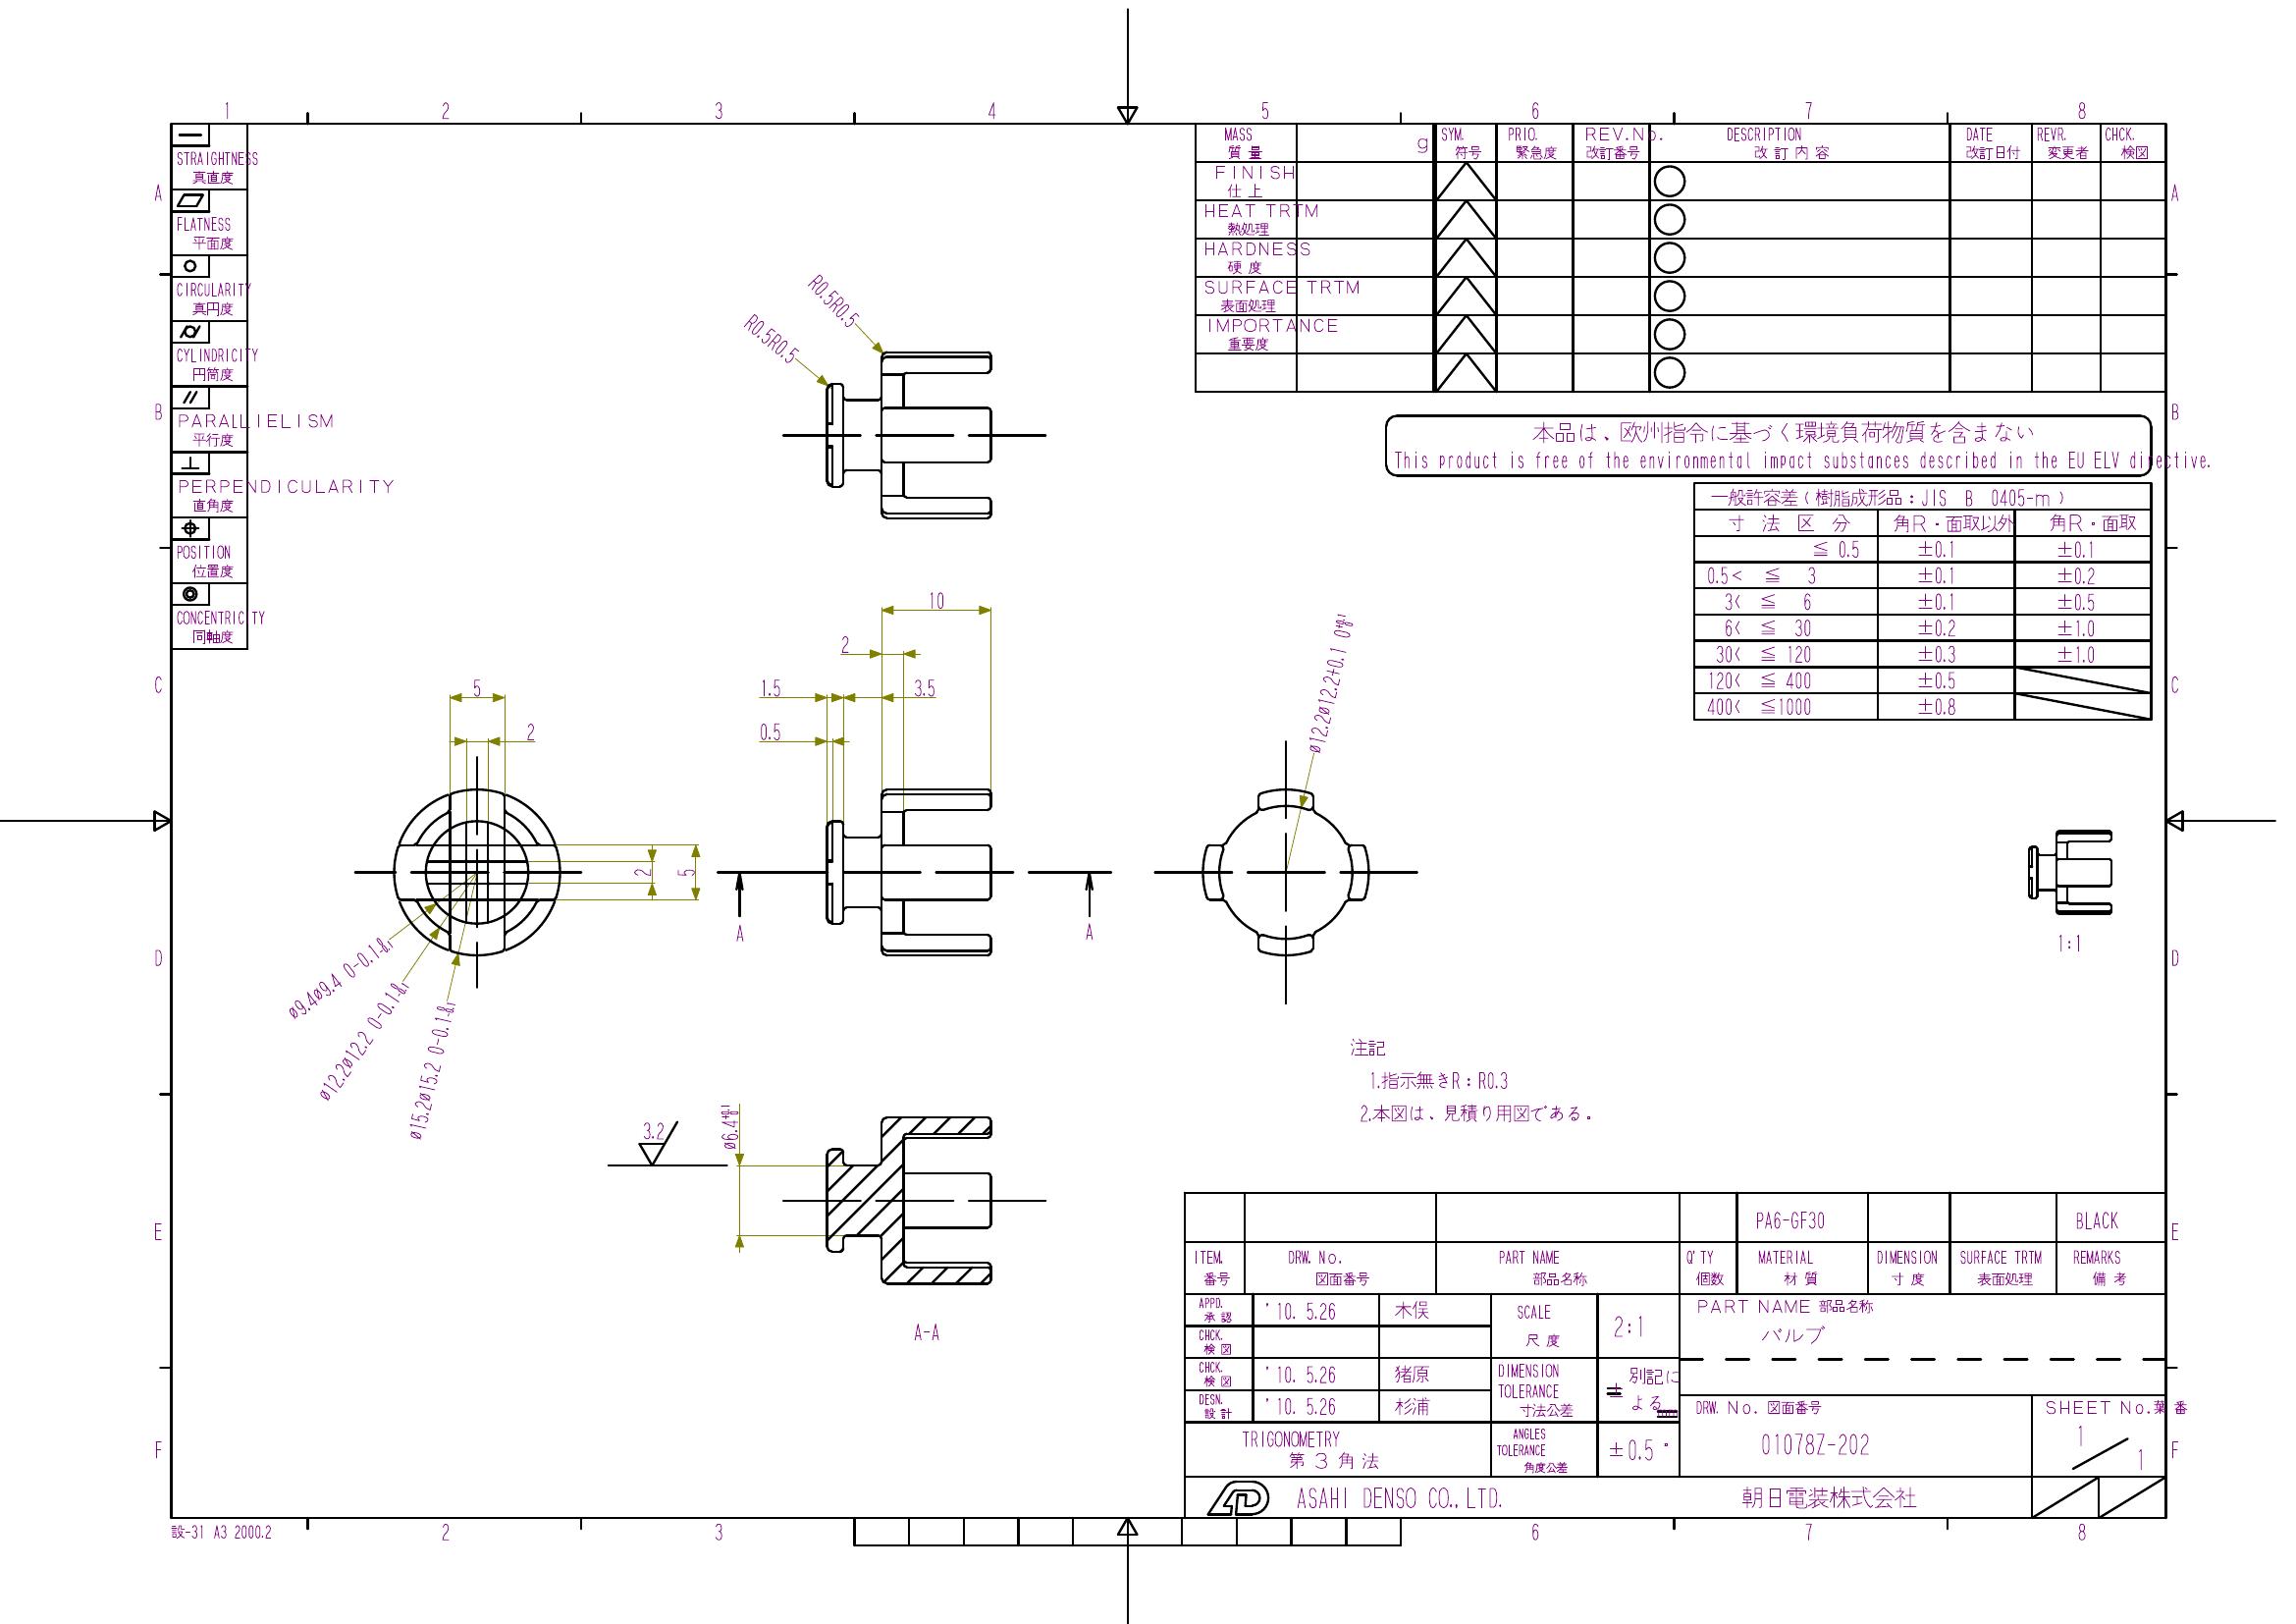 1 2 3 4 5 6 7 8
A
B
C
D
E
F
A
B
C
D
E
F
STRAIGHTNESS
真直度
FLATNESS
平面度
CIRCULARITY
真円度
CYLINDRICITY
円筒度
PARALLIELISM
平行度
PERPENDICULARITY
直角度
POSITION
位置度
CONCENTRICITY
同軸度
MASS g SYM. PRIO. REV.No. DESCRIPTION DATE REVR. CHCK.
質量 符号 緊急度 改訂番号 改訂内容 改訂日付 変更者 検図
FINISH
仕上
HEAT TRTM
熱処理
HARDNESS
硬度
SURFACE TRTM
表面処理
IMPORTANCE
重要度
本品は、欧州指令に基づく環境負荷物質を含まない
This product is free of the environmental impact substances described in the EU ELV directive.
一般許容差(樹脂成形品:JIS B 0405-m)
寸法区分 角R・面取以外 角R・面取
≦ 0.5 ±0.1 ±0.1
0.5< ≦ 3 ±0.1 ±0.2
3< ≦ 6 ±0.1 ±0.5
6< ≦ 30 ±0.2 ±1.0
30< ≦ 120 ±0.3 ±1.0
120< ≦ 400 ±0.5
400< ≦1000 ±0.8
R0.5R0.5
R0.5R0.5
10
2
1.5 3.5
0.5
5
2
2
5
ø9.4ø9.4 0-0.1
ø12.2ø12.2 0-0.1
ø15.2ø15.2 0-0.1
A A
ø12.2ø12.2+0.1 0
1:1
3.2
ø6.4
A-A
注記
1.指示無きR:R0.3
2.本図は、見積り用図である。
PA6-GF30 BLACK
ITEM. DRW. No. PART NAME Q'TY MATERIAL DIMENSION SURFACE TRTM REMARKS
番号 図面番号 部品名称 個数 材質 寸度 表面処理 備考
APPD. 承認 '10. 5.26 木俣
CHCK. 検図
CHCK. 検図 '10. 5.26 猪原
DESN. 設計 '10. 5.26 杉浦
SCALE 尺度 2:1
DIMENSION TOLERANCE 寸法公差 ± 別記による
ANGLES TOLERANCE 角度公差 ±0.5°
PART NAME 部品名称
バルブ
DRW. No. 図面番号
01078Z-202
SHEET No.葉番
1/1
TRIGONOMETRY
第3角法
ASAHI DENSO CO.,LTD. 朝日電装株式会社
設-31 A3 2000.2
2 3 6 7 8